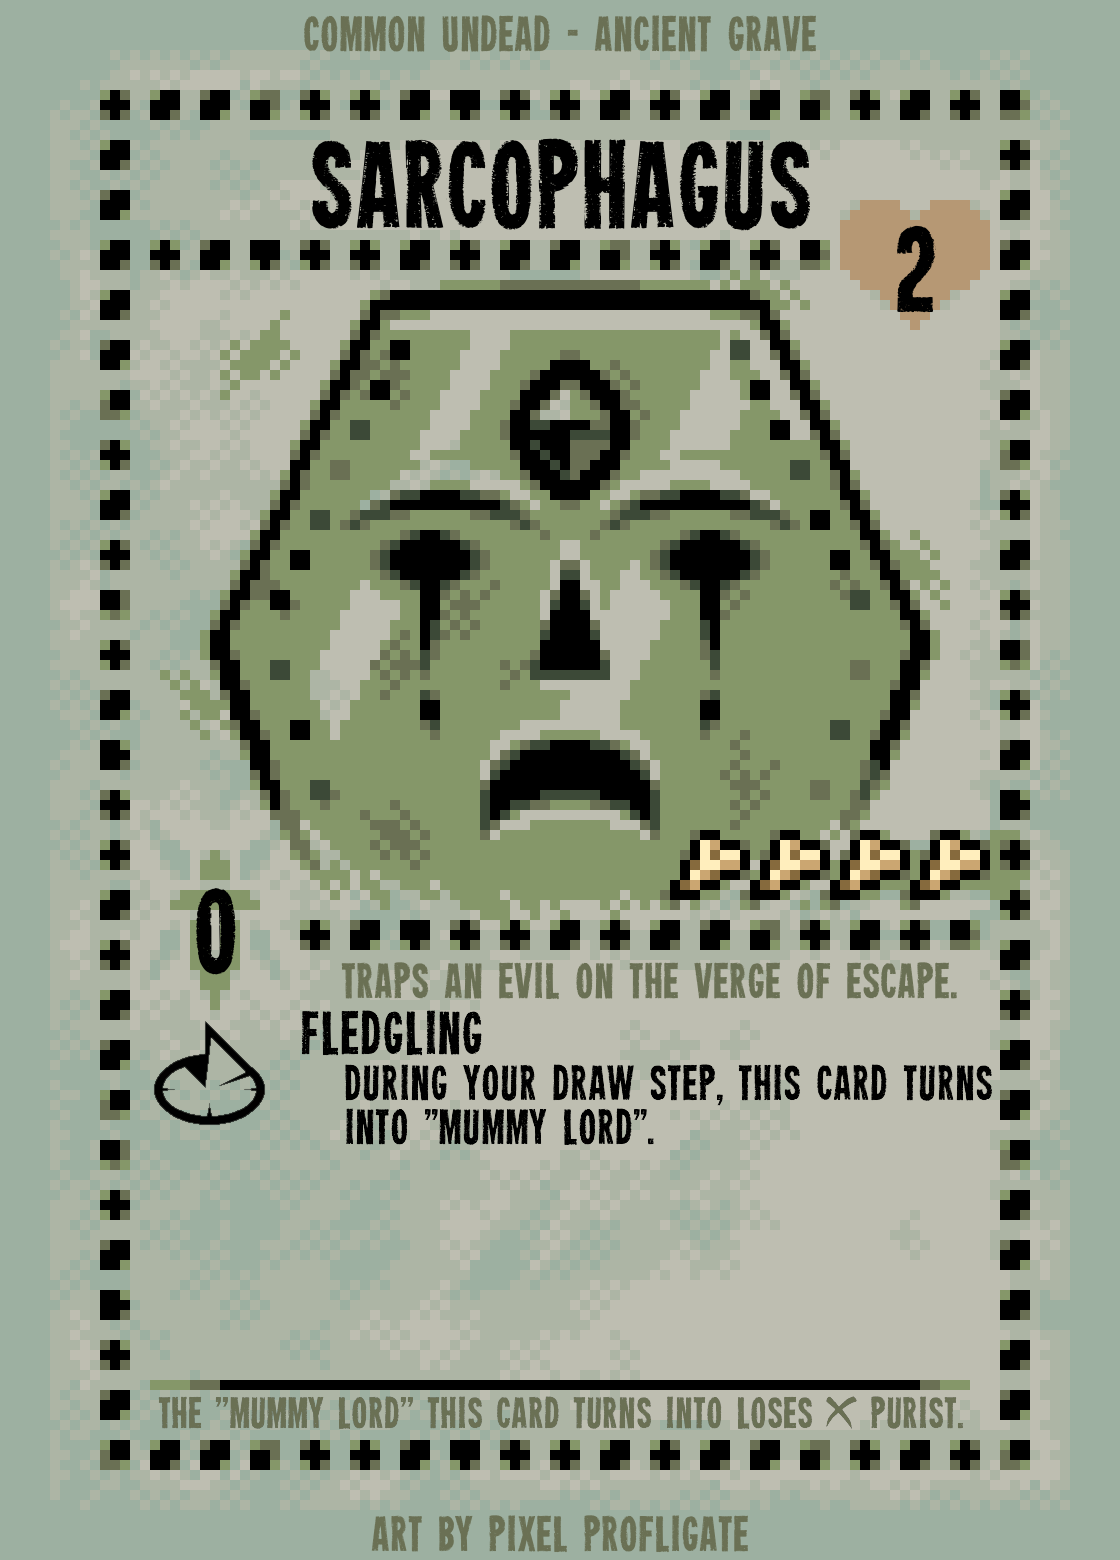 COMMON UNDEAD - ANCIENT GRAVE
SARCOPHAGUS
2
0
TRAPS AN EVIL ON THE VERGE OF ESCAPE.
FLEDGLING
DURING YOUR DRAW STEP, THIS CARD TURNS
INTO "MUMMY LORD".
THE "MUMMY LORD" THIS CARD TURNS INTO LOSES PURIST.
ART BY PIXEL PROFLIGATE